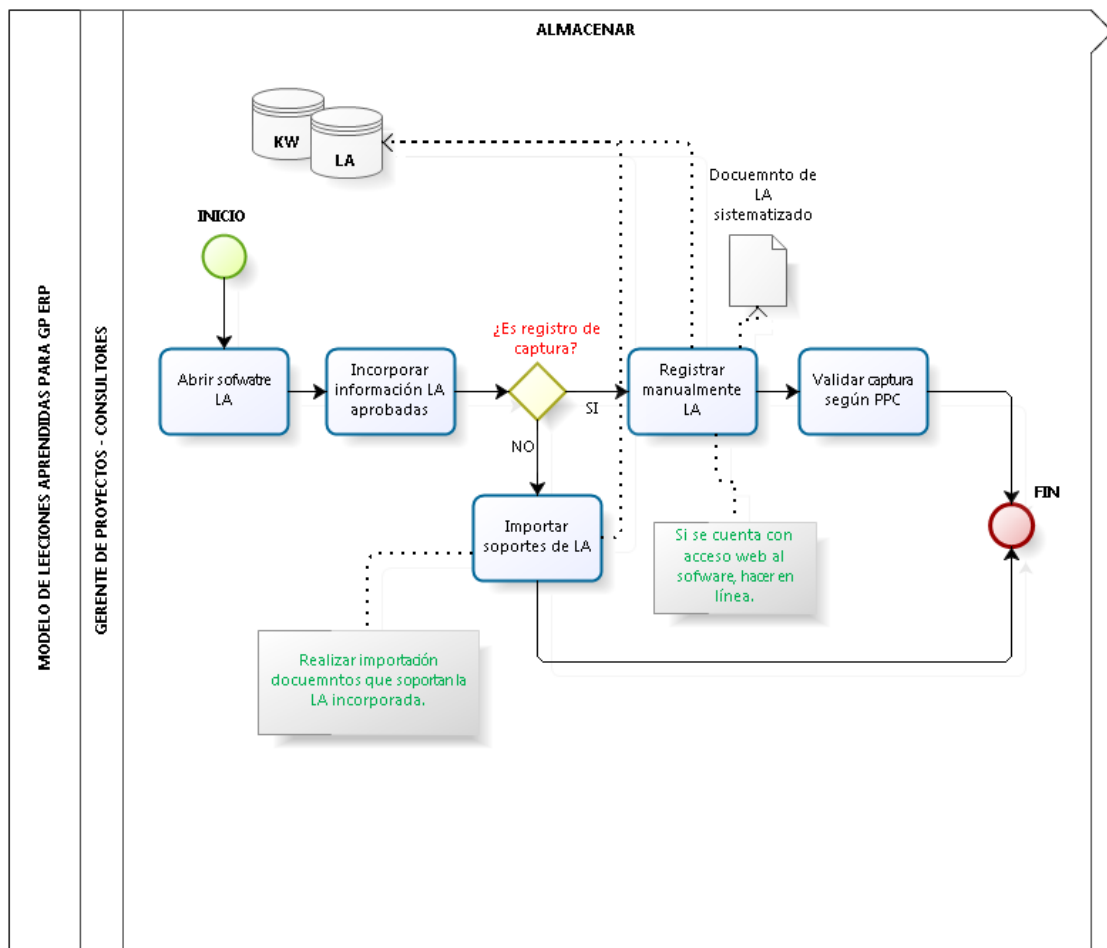 MODELO DE LEECIONES APRENDIDAS PARA GP ERP
GERENTE DE PROYECTOS - CONSULTORES
ALMACENAR
KW
LA
Docuemnto de
LA
sistematizado
INICIO
¿Es registro de
captura?
Abrir sofwatre
LA
Incorporar
información LA
aprobadas
SI
Registrar
manualmente
LA
Validar captura
según PPC
NO
FIN
Importar
soportes de LA
Si se cuenta con
acceso web al
sofware, hacer en
línea.
Realizar importación
docuemntos que soportan la
LA incorporada.